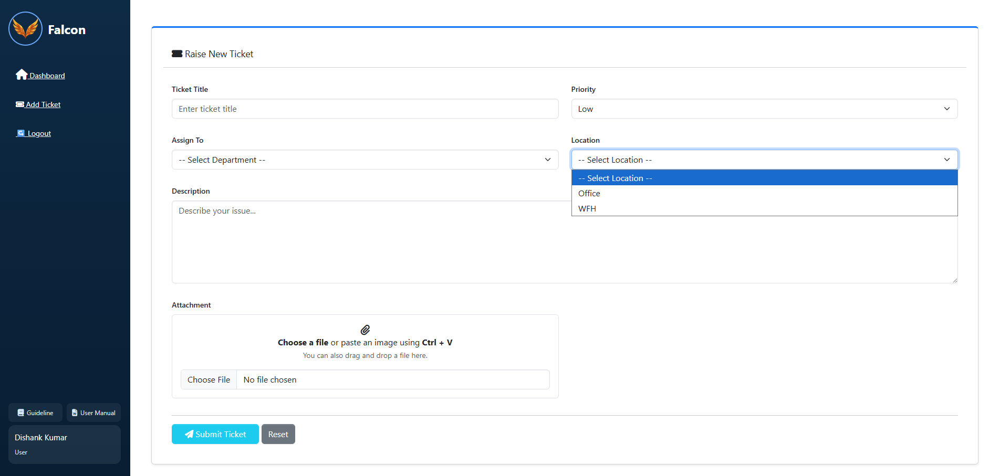 Falcon
Dashboard
Add Ticket
Logout
Guideline
User Manual
Dishank Kumar
User
Raise New Ticket
Ticket Title
Enter ticket title
Priority
Low
Assign To
-- Select Department --
Location
-- Select Location --
-- Select Location --
Office
WFH
Description
Describe your issue...
Attachment
Choose a file or paste an image using Ctrl + V
You can also drag and drop a file here.
Choose File No file chosen
Submit Ticket
Reset